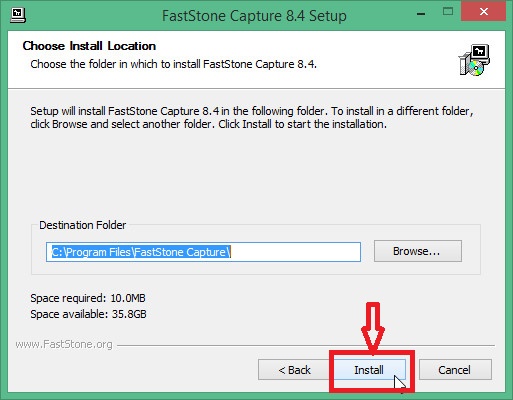 FastStone Capture 8.4 Setup
Choose Install Location
Choose the folder in which to install FastStone Capture 8.4.
Setup will install FastStone Capture 8.4 in the following folder. To install in a different folder,
click Browse and select another folder. Click Install to start the installation.
Destination Folder
C:\Program Files\FastStone Capture\
Browse...
Space required: 10.0MB
Space available: 35.8GB
www.FastStone.org
< Back
Install
Cancel